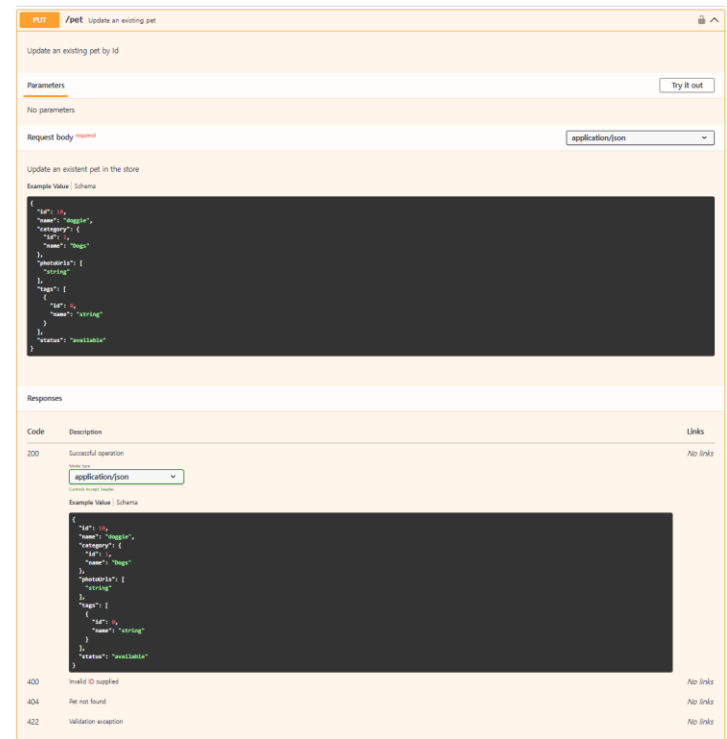 PUT /pet Update an existing pet
Update an existing pet by Id
Parameters
Try it out
No parameters
Request body required
application/json
Update an existent pet in the store
Example Value | Schema
{
"id": 10,
"name": "doggie",
"category": {
"id": 1,
"name": "Dogs"
},
"photoUrls": [
"string"
],
"tags": [
{
"id": 0,
"name": "string"
}
],
"status": "available"
}
Responses
Code Description Links
200 Successful operation No links
Media type
application/json
Controls Accept header.
Example Value | Schema
{
"id": 10,
"name": "doggie",
"category": {
"id": 1,
"name": "Dogs"
},
"photoUrls": [
"string"
],
"tags": [
{
"id": 0,
"name": "string"
}
],
"status": "available"
}
400 Invalid ID supplied No links
404 Pet not found No links
422 Validation exception No links